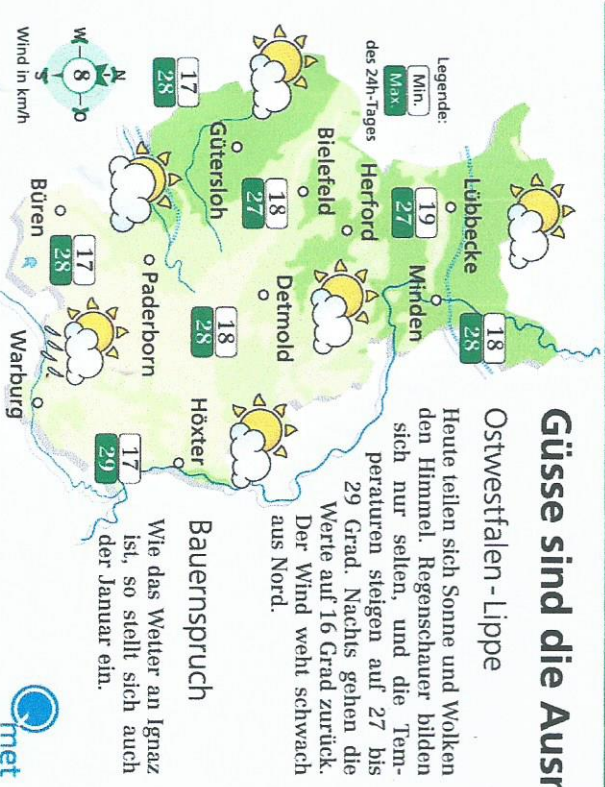 Güsse sind die Ausn
Ostwestfalen-Lippe
Heute teilen sich Sonne und Wolken
den Himmel. Regenschauer bilden
sich nur selten, und die Tem-
peraturen steigen auf 27 bis
29 Grad. Nachts gehen die
Werte auf 16 Grad zurück.
Der Wind weht schwach
aus Nord.
Bauernspruch
Wie das Wetter an Ignaz
ist, so stellt sich auch
der Januar ein.
Qmet
Legende:
Min.
Max.
des 24h-Tages
Lübbecke
19
27
Minden
18
28
Herford
Bielefeld
18
27
Gütersloh
17
28
Detmold
18
28
Höxter
17
29
Paderborn
Büren
17
28
Warburg
N
W
8
O
S
Wind in km/h